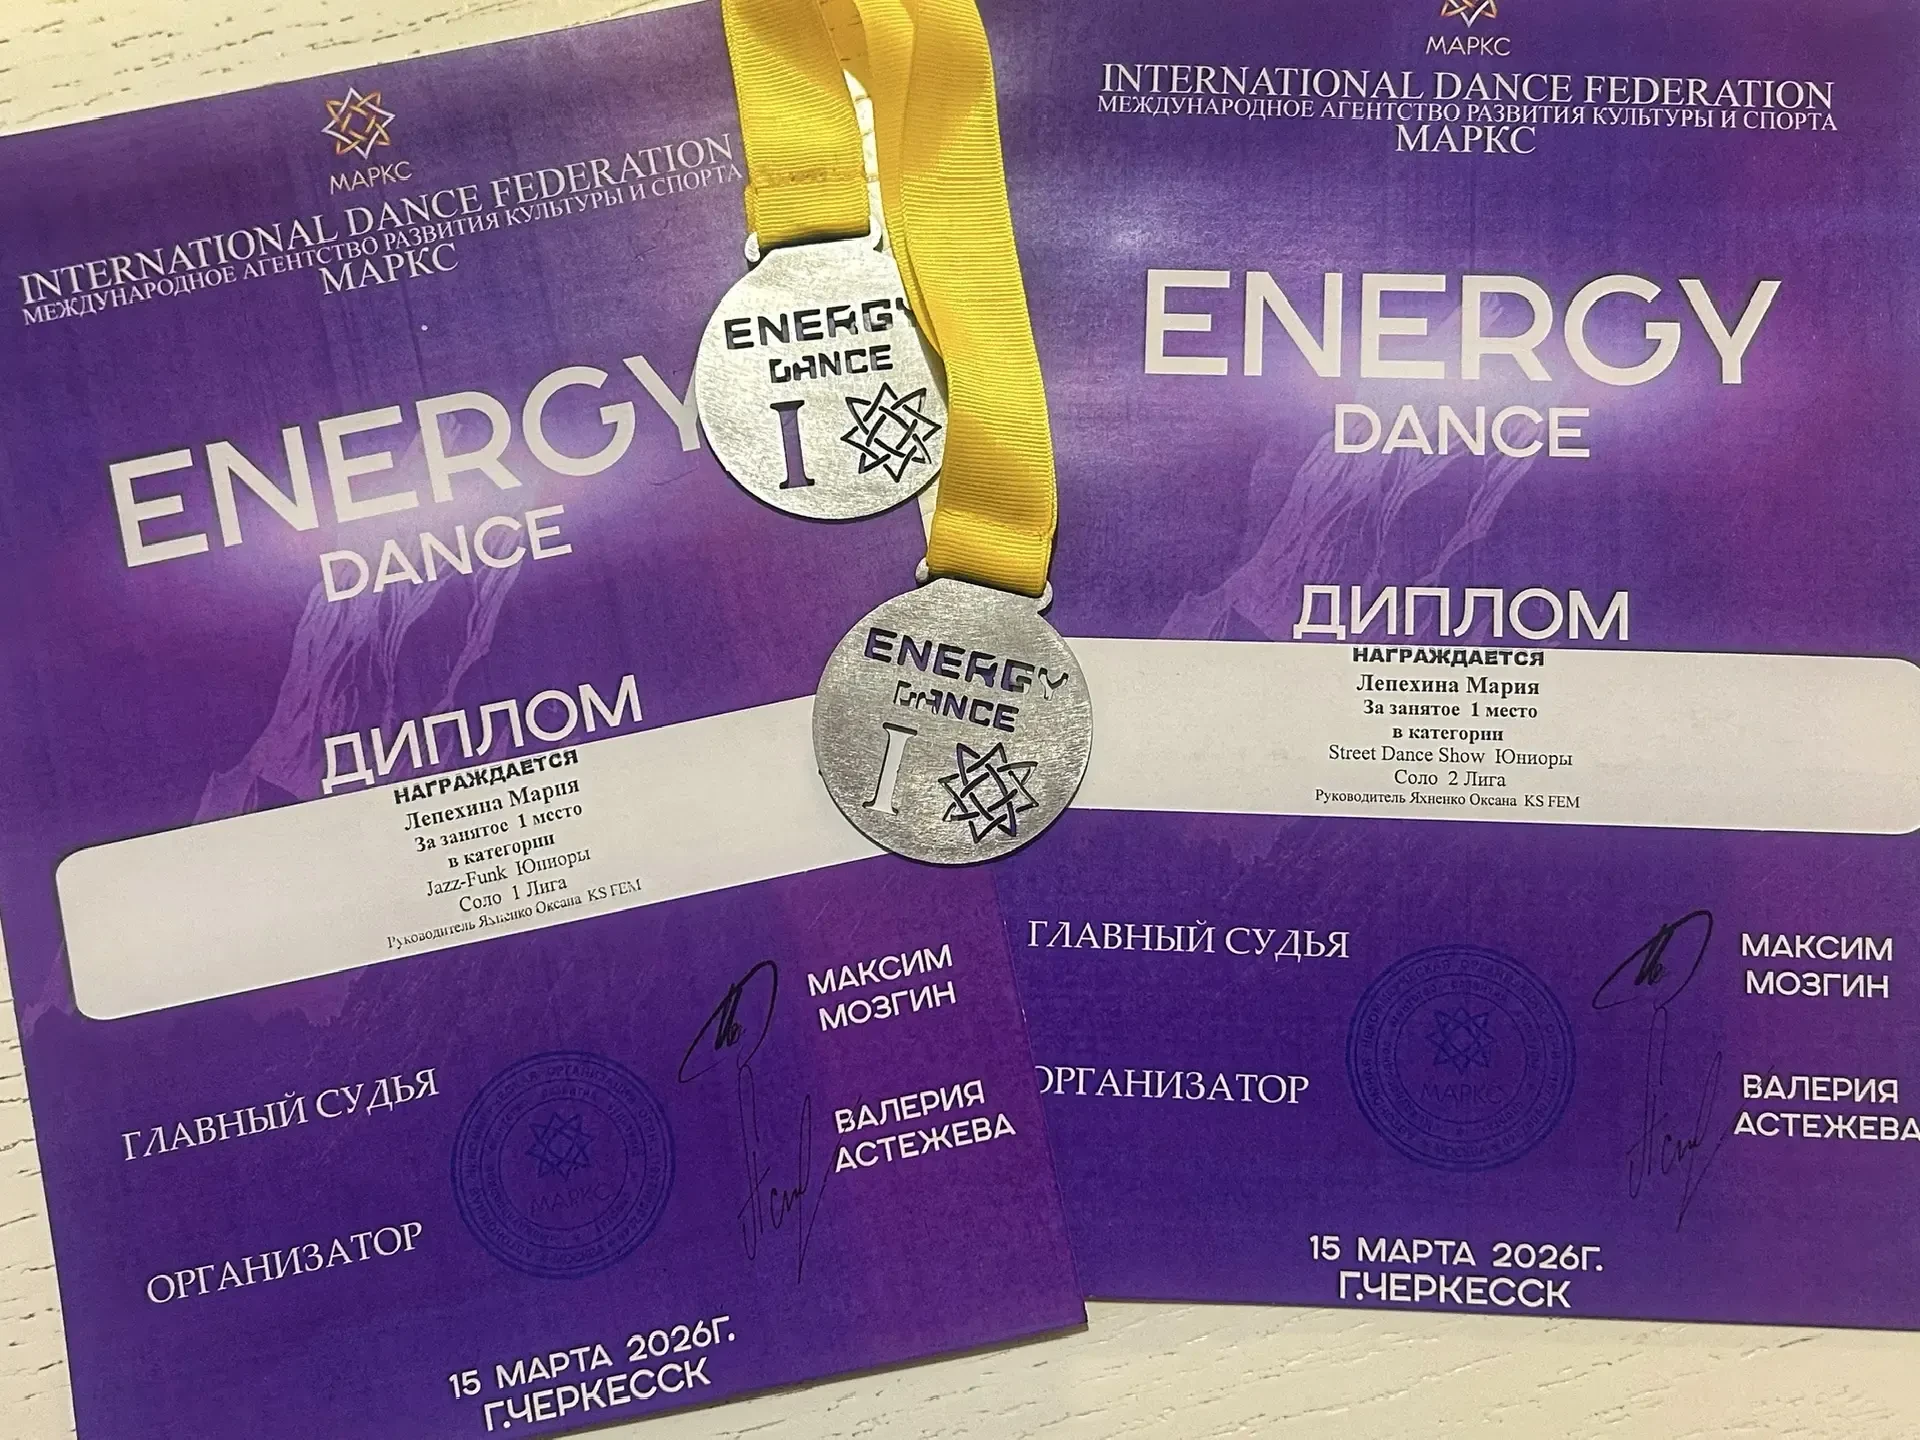 МАРКС
INTERNATIONAL DANCE FEDERATION
МЕЖДУНАРОДНОЕ АГЕНТСТВО РАЗВИТИЯ КУЛЬТУРЫ И СПОРТА
МАРКС
ENERGY
DANCE
ДИПЛОМ
НАГРАЖДАЕТСЯ
Лепехина Мария
За занятое 1 место
в категории
Jazz-Funk Юниоры
Соло 1 Лига
Руководитель Яхненко Оксана KS FEM
ГЛАВНЫЙ СУДЬЯ
МАКСИМ
МОЗГИН
ОРГАНИЗАТОР
ВАЛЕРИЯ
АСТЕЖЕВА
МАРКС
15 МАРТА 2026Г.
Г.ЧЕРКЕССК
ENERGY
DANCE
I
ENERGY
DANCE
I
МАРКС
INTERNATIONAL DANCE FEDERATION
МЕЖДУНАРОДНОЕ АГЕНТСТВО РАЗВИТИЯ КУЛЬТУРЫ И СПОРТА
МАРКС
ENERGY
DANCE
ДИПЛОМ
НАГРАЖДАЕТСЯ
Лепехина Мария
За занятое 1 место
в категории
Street Dance Show Юниоры
Соло 2 Лига
Руководитель Яхненко Оксана KS FEM
ГЛАВНЫЙ СУДЬЯ
МАКСИМ
МОЗГИН
ОРГАНИЗАТОР
ВАЛЕРИЯ
АСТЕЖЕВА
МАРКС
15 МАРТА 2026Г.
Г.ЧЕРКЕССК